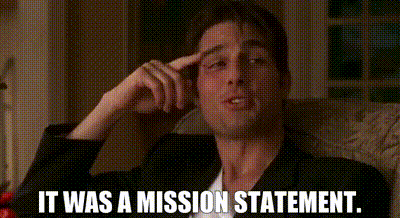 IT WAS A MISSION STATEMENT.